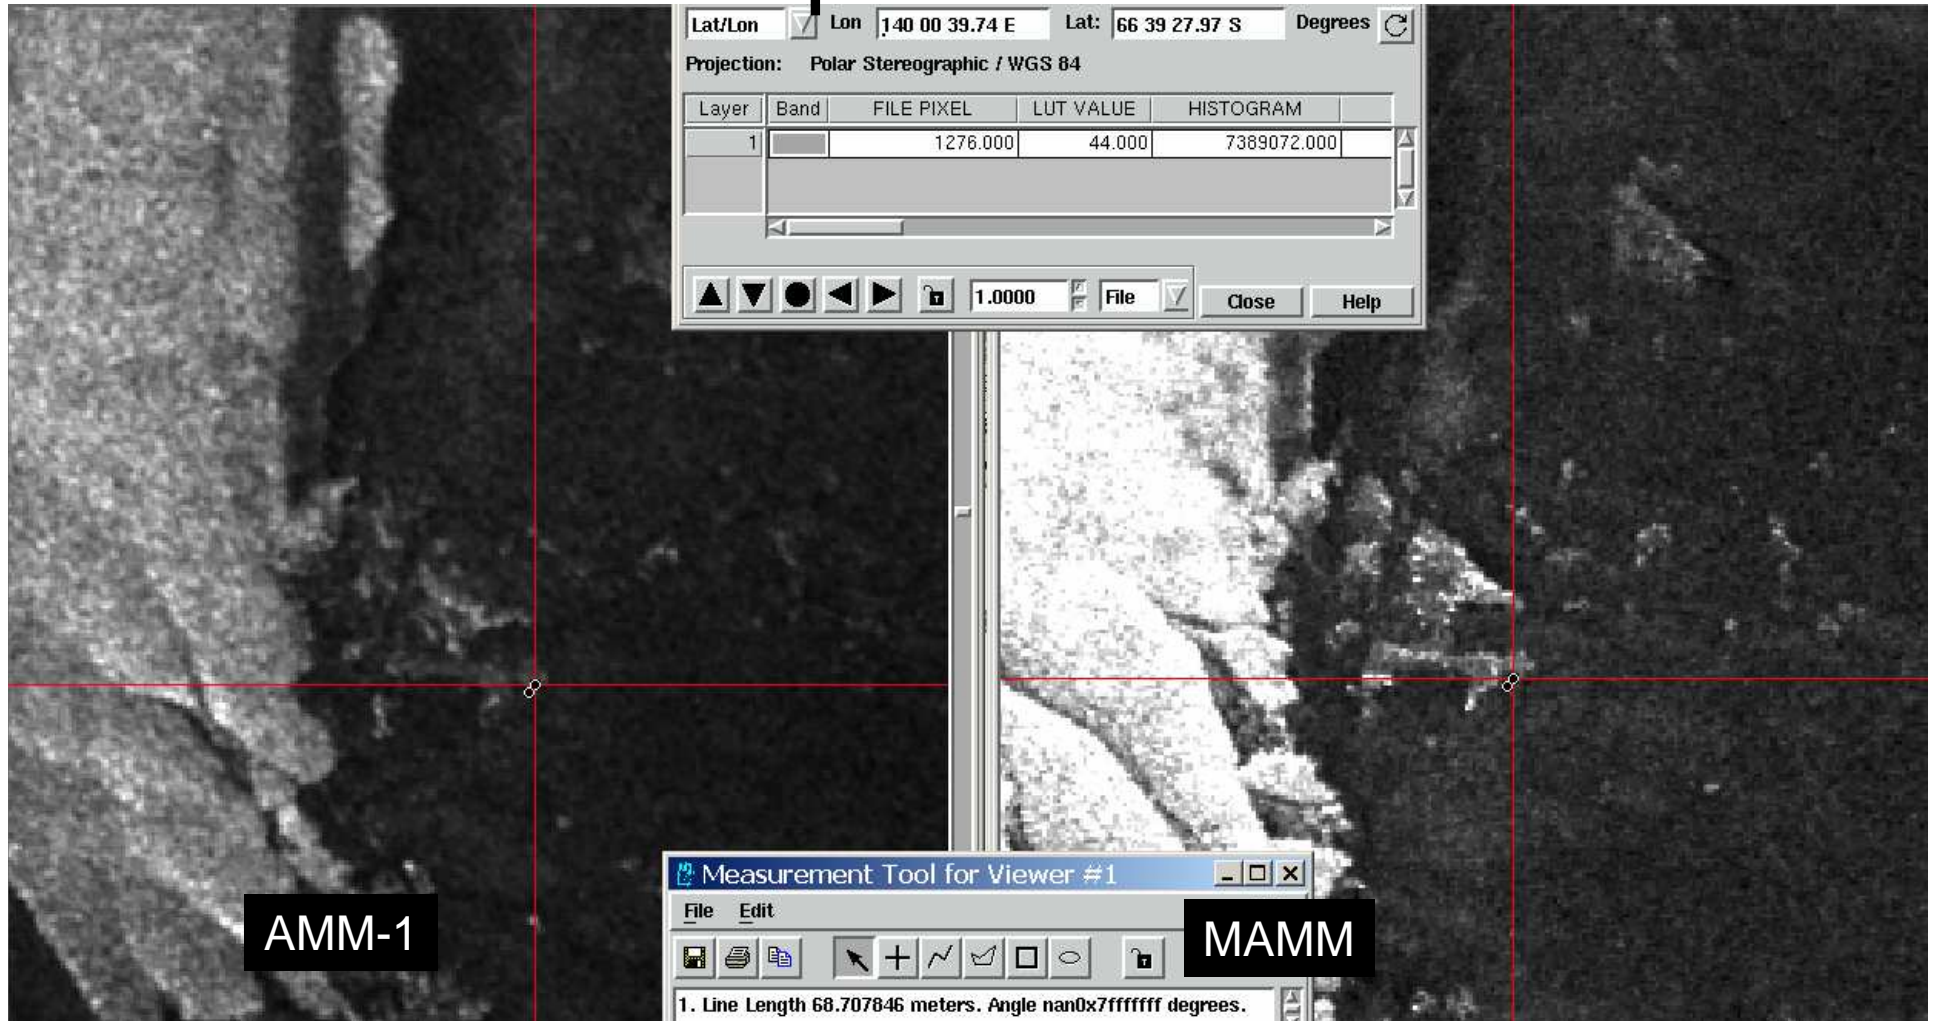 Lat/Lon Lon 140 00 39.74 E Lat: 66 39 27.97 S Degrees
Projection: Polar Stereographic / WGS 84
Layer Band FILE PIXEL LUT VALUE HISTOGRAM
1 1276.000 44.000 7389072.000
1.0000 File Close Help
Measurement Tool for Viewer #1
File Edit
AMM-1
MAMM
1. Line Length 68.707846 meters. Angle nan0x7fffffff degrees.